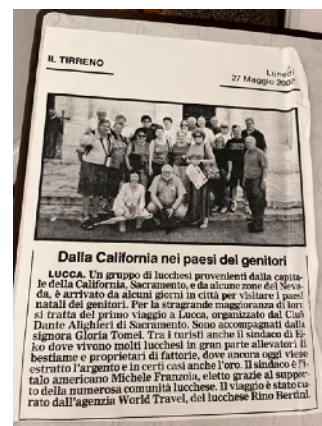 IL TIRRENO
Lunedì
27 Maggio 2002
Dalla California nei paesi dei genitori
LUCCA. Un gruppo di lucchesi provenienti dalla capita-
le della California, Sacramento, e da alcune zone del Neva-
da, è arrivato da alcuni giorni in città per visitare i paesi
natali dei genitori. Per la stragrande maggioranza di loro
si tratta del primo viaggio a Lucca, organizzato dal Club
Dante Alighieri di Sacramento. Sono accompagnati dalla
signora Gloria Tomei. Tra i turisti anche il sindaco di El-
ko dove vivono molti lucchesi in gran parte allevatori di
bestiame e proprietari di fattorie, dove ancora oggi viene
estratto l'argento e in certi casi anche l'oro. Il sindaco è l'i-
talo americano Michele Franzoia, eletto grazie al suppor-
to della numerosa comunità lucchese. Il viaggio è stato cu-
rato dall'agenzia World Travel, del lucchese Rino Bertini.